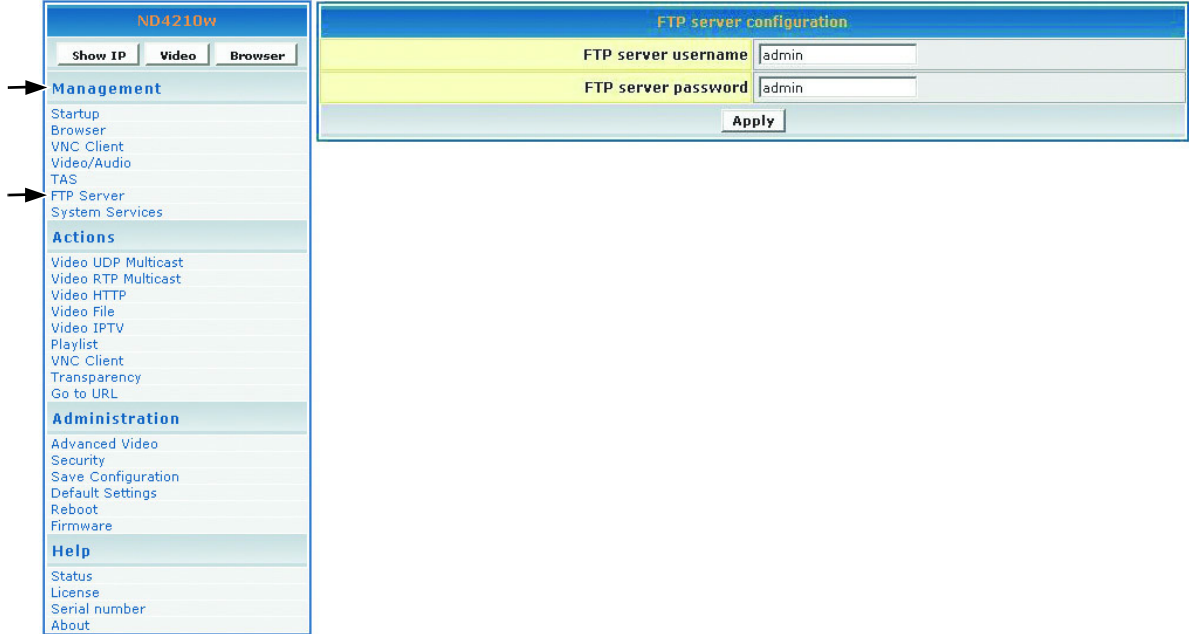 ND4210w
Show IP Video Browser
Management
Startup
Browser
VNC Client
Video/Audio
TAS
FTP Server
System Services
Actions
Video UDP Multicast
Video RTP Multicast
Video HTTP
Video File
Video IPTV
Playlist
VNC Client
Transparency
Go to URL
Administration
Advanced Video
Security
Save Configuration
Default Settings
Reboot
Firmware
Help
Status
License
Serial number
About
FTP server configuration
FTP server username admin
FTP server password admin
Apply